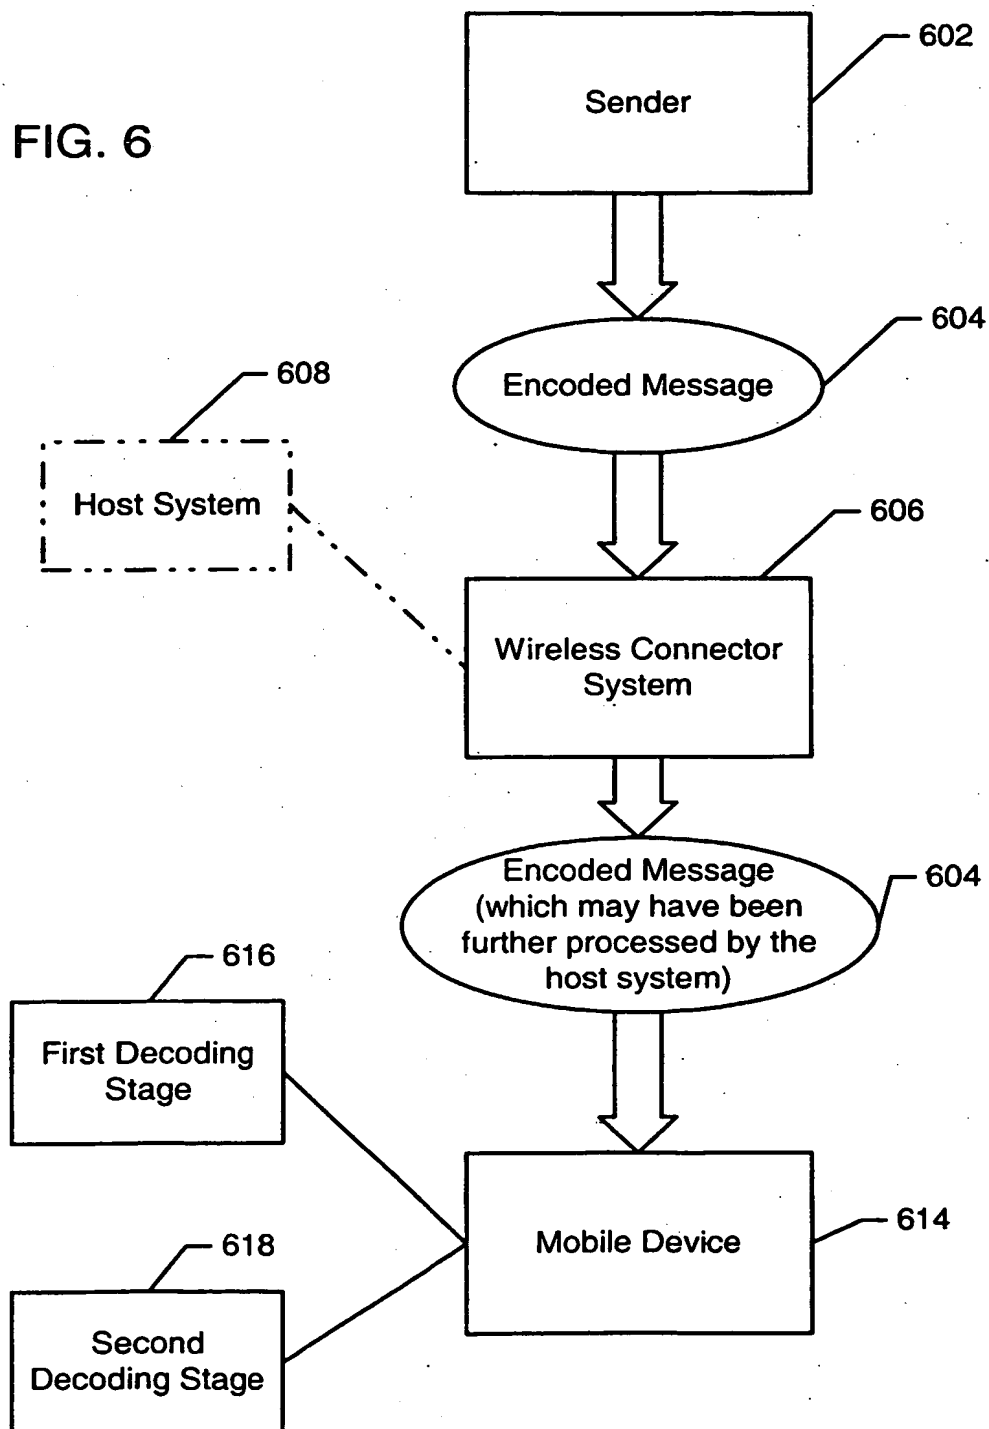 602
Sender
FIG. 6
604
Encoded Message
608
Host System
606
Wireless Connector
System
Encoded Message
(which may have been
further processed by the
host system)
604
616
First Decoding
Stage
Mobile Device
614
618
Second
Decoding Stage